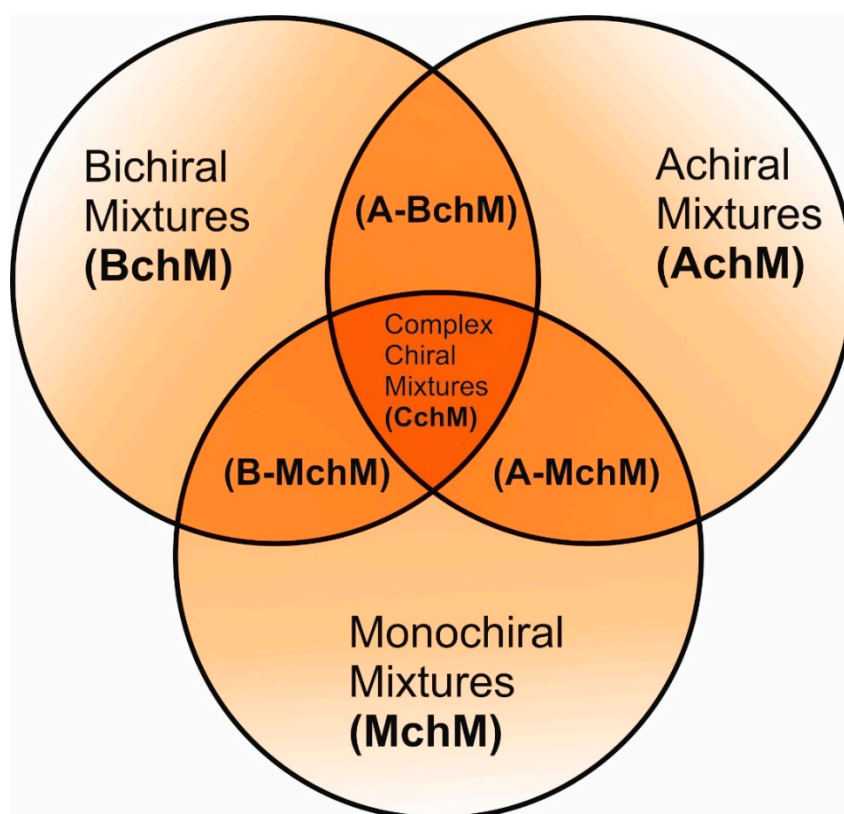 Bichiral
Mixtures
(BchM)
(A-BchM)
Achiral
Mixtures
(AchM)
Complex
Chiral
Mixtures
(CchM)
(B-MchM)
(A-MchM)
Monochiral
Mixtures
(MchM)